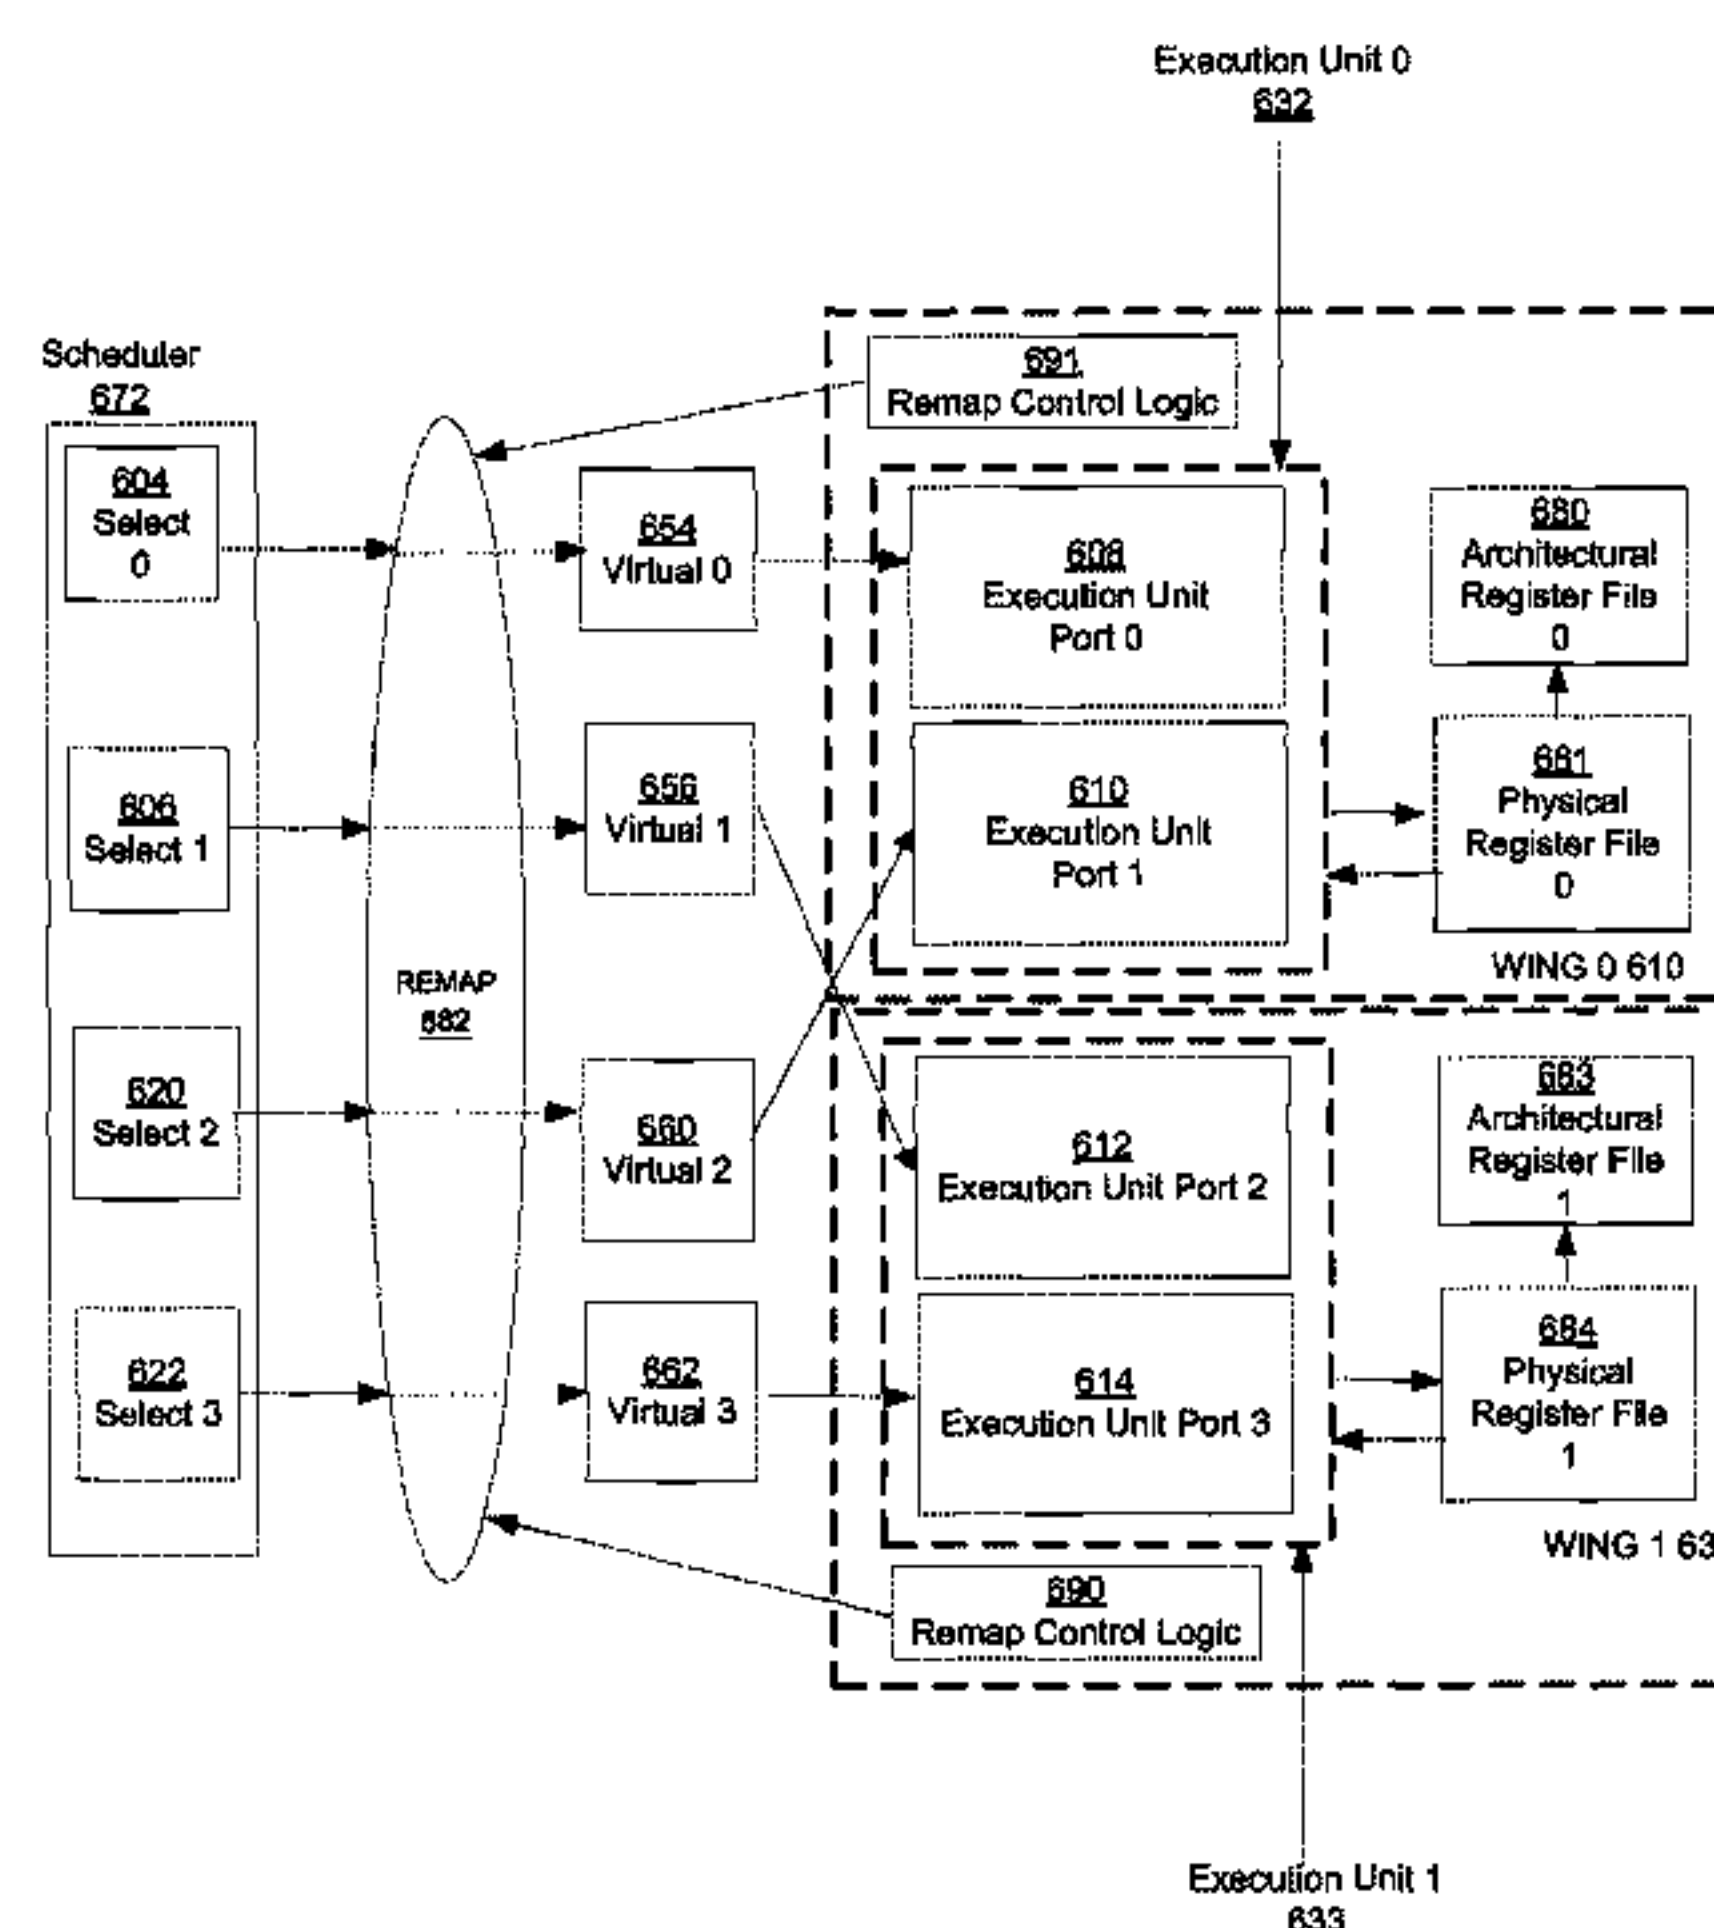 Execution Unit 0
632
Scheduler
672
691
Remap Control Logic
604
Select
0
654
Virtual 0
608
Execution Unit
Port 0
680
Architectural
Register File
0
606
Select 1
656
Virtual 1
610
Execution Unit
Port 1
681
Physical
Register File
0
WING 0 610
REMAP
682
620
Select 2
660
Virtual 2
612
Execution Unit Port 2
683
Architectural
Register File
1
622
Select 3
662
Virtual 3
614
Execution Unit Port 3
684
Physical
Register File
1
WING 1 63
690
Remap Control Logic
Execution Unit 1
633